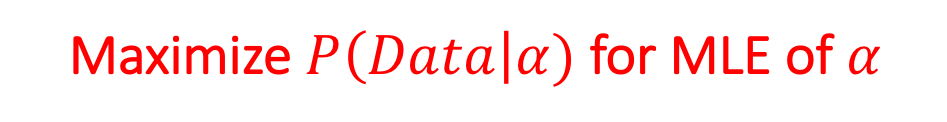 Maximize 𝑃(𝐷𝑎𝑡𝑎|𝛼) for MLE of 𝛼